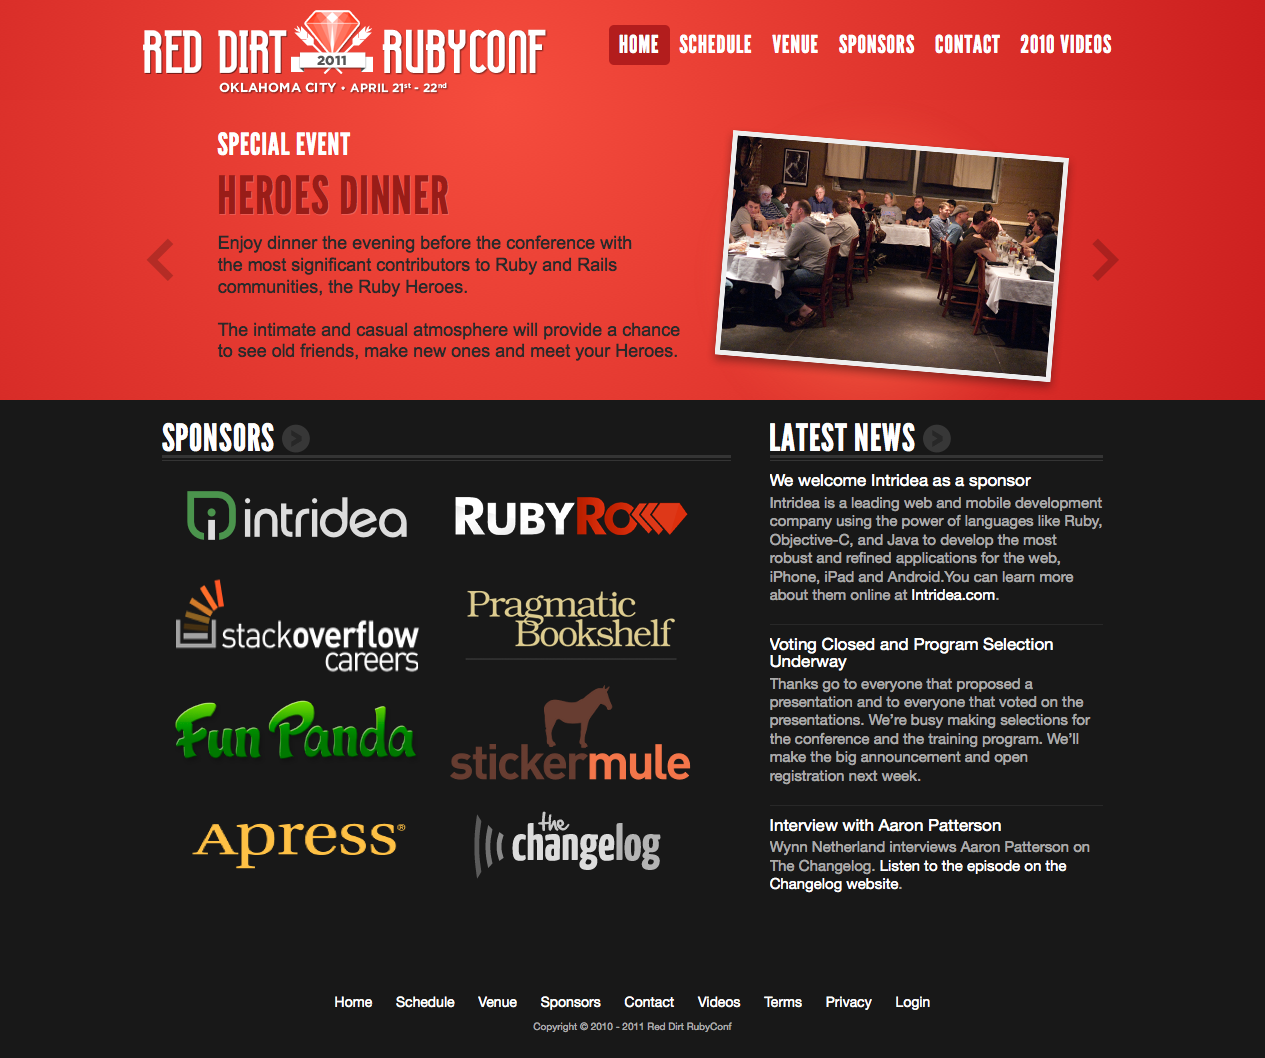 RED DIRT 2011 RUBYCONF
OKLAHOMA CITY • APRIL 21st - 22nd
HOME SCHEDULE VENUE SPONSORS CONTACT 2010 VIDEOS
SPECIAL EVENT
HEROES DINNER
Enjoy dinner the evening before the conference with
the most significant contributors to Ruby and Rails
communities, the Ruby Heroes.
The intimate and casual atmosphere will provide a chance
to see old friends, make new ones and meet your Heroes.
SPONSORS
intridea
RUBYROW
stackoverflow
careers
Pragmatic
Bookshelf
Fun Panda
stickermule
Apress®
the
changelog
LATEST NEWS
We welcome Intridea as a sponsor
Intridea is a leading web and mobile development
company using the power of languages like Ruby,
Objective-C, and Java to develop the most
robust and refined applications for the web,
iPhone, iPad and Android.You can learn more
about them online at Intridea.com.
Voting Closed and Program Selection
Underway
Thanks go to everyone that proposed a
presentation and to everyone that voted on the
presentations. We're busy making selections for
the conference and the training program. We'll
make the big announcement and open
registration next week.
Interview with Aaron Patterson
Wynn Netherland interviews Aaron Patterson on
The Changelog. Listen to the episode on the
Changelog website.
Home Schedule Venue Sponsors Contact Videos Terms Privacy Login
Copyright © 2010 - 2011 Red Dirt RubyConf